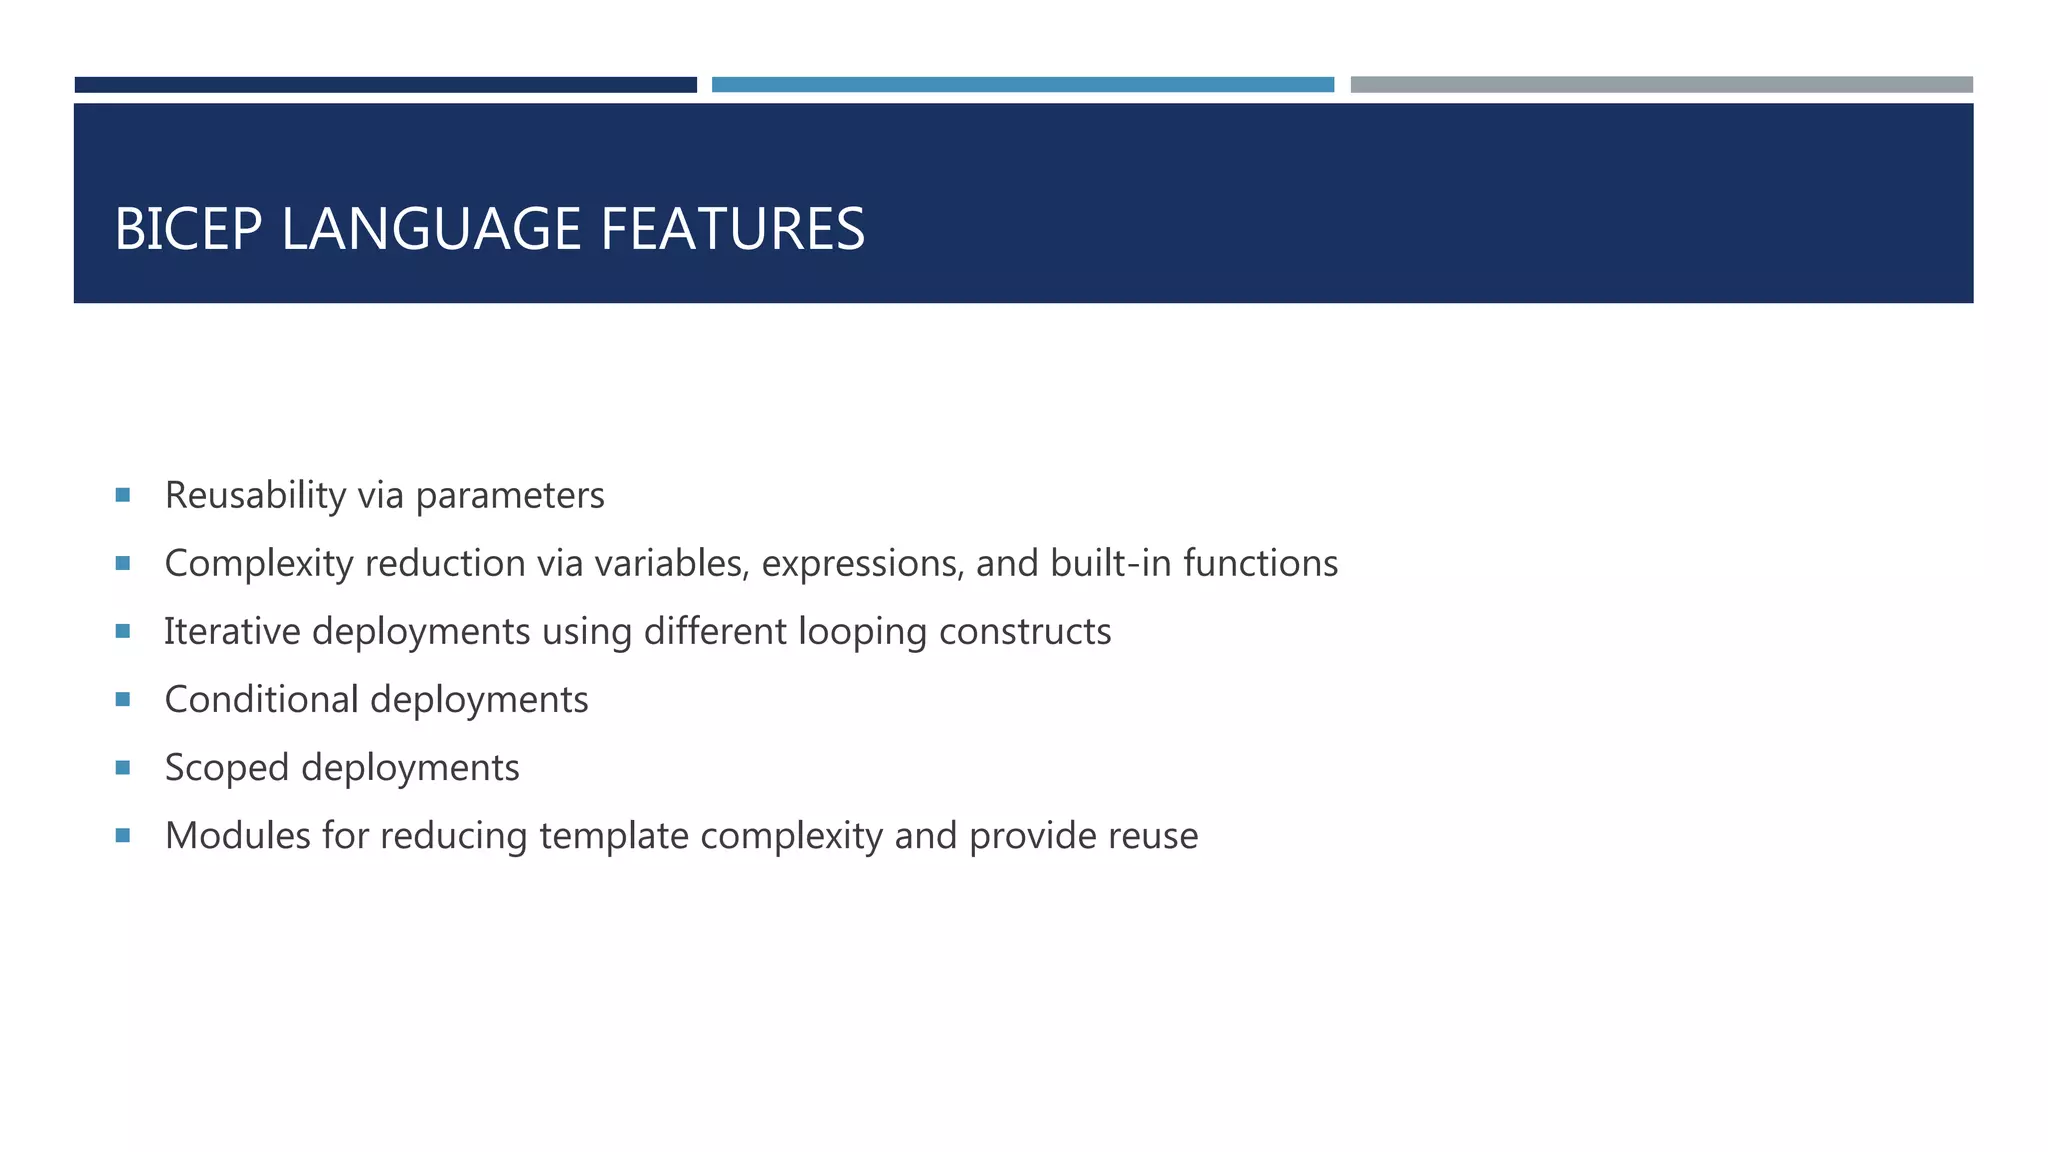 BICEP LANGUAGE FEATURES
Reusability via parameters
Complexity reduction via variables, expressions, and built-in functions
Iterative deployments using different looping constructs
Conditional deployments
Scoped deployments
Modules for reducing template complexity and provide reuse